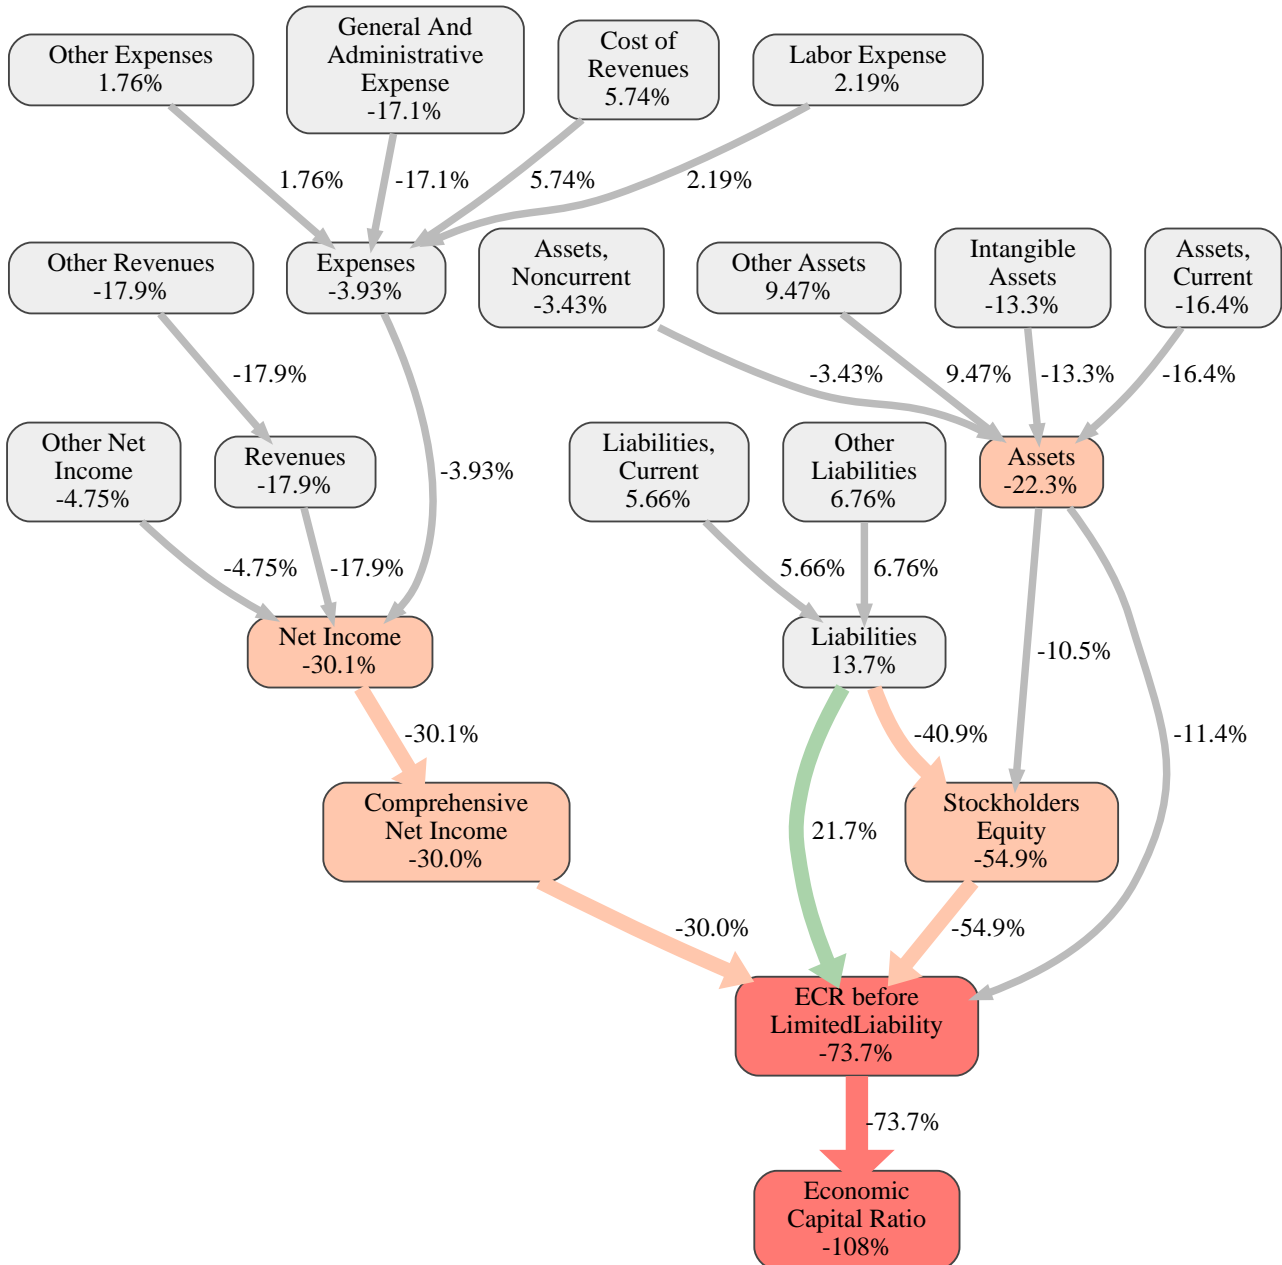 Other Expenses
1.76%
General And
Administrative
Expense
-17.1%
Cost of
Revenues
5.74%
Labor Expense
2.19%
1.76%
-17.1%
5.74%
2.19%
Other Revenues
-17.9%
Expenses
-3.93%
Assets,
Noncurrent
-3.43%
Other Assets
9.47%
Intangible
Assets
-13.3%
Assets,
Current
-16.4%
-17.9%
-3.43%
9.47%
-13.3%
-16.4%
Other Net
Income
-4.75%
Revenues
-17.9%
-3.93%
Liabilities,
Current
5.66%
Other
Liabilities
6.76%
Assets
-22.3%
-4.75%
-17.9%
5.66%
6.76%
Net Income
-30.1%
Liabilities
13.7%
-10.5%
-30.1%
-40.9%
-11.4%
Comprehensive
Net Income
-30.0%
21.7%
Stockholders
Equity
-54.9%
-30.0%
-54.9%
ECR before
LimitedLiability
-73.7%
-73.7%
Economic
Capital Ratio
-108%